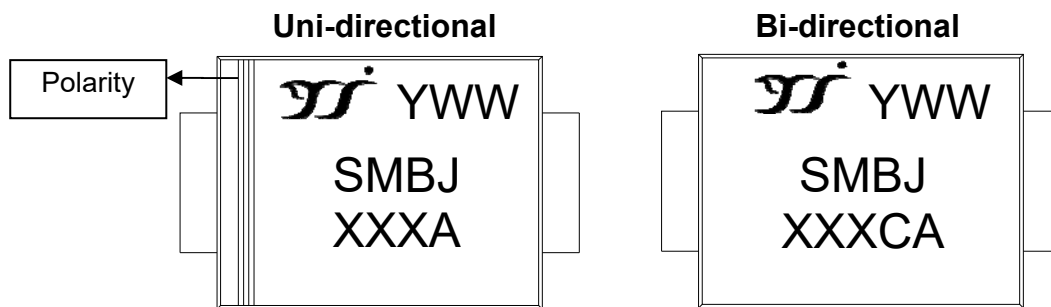 Uni-directional
Polarity
YWW
SMBJ
XXXA
Bi-directional
YWW
SMBJ
XXXCA